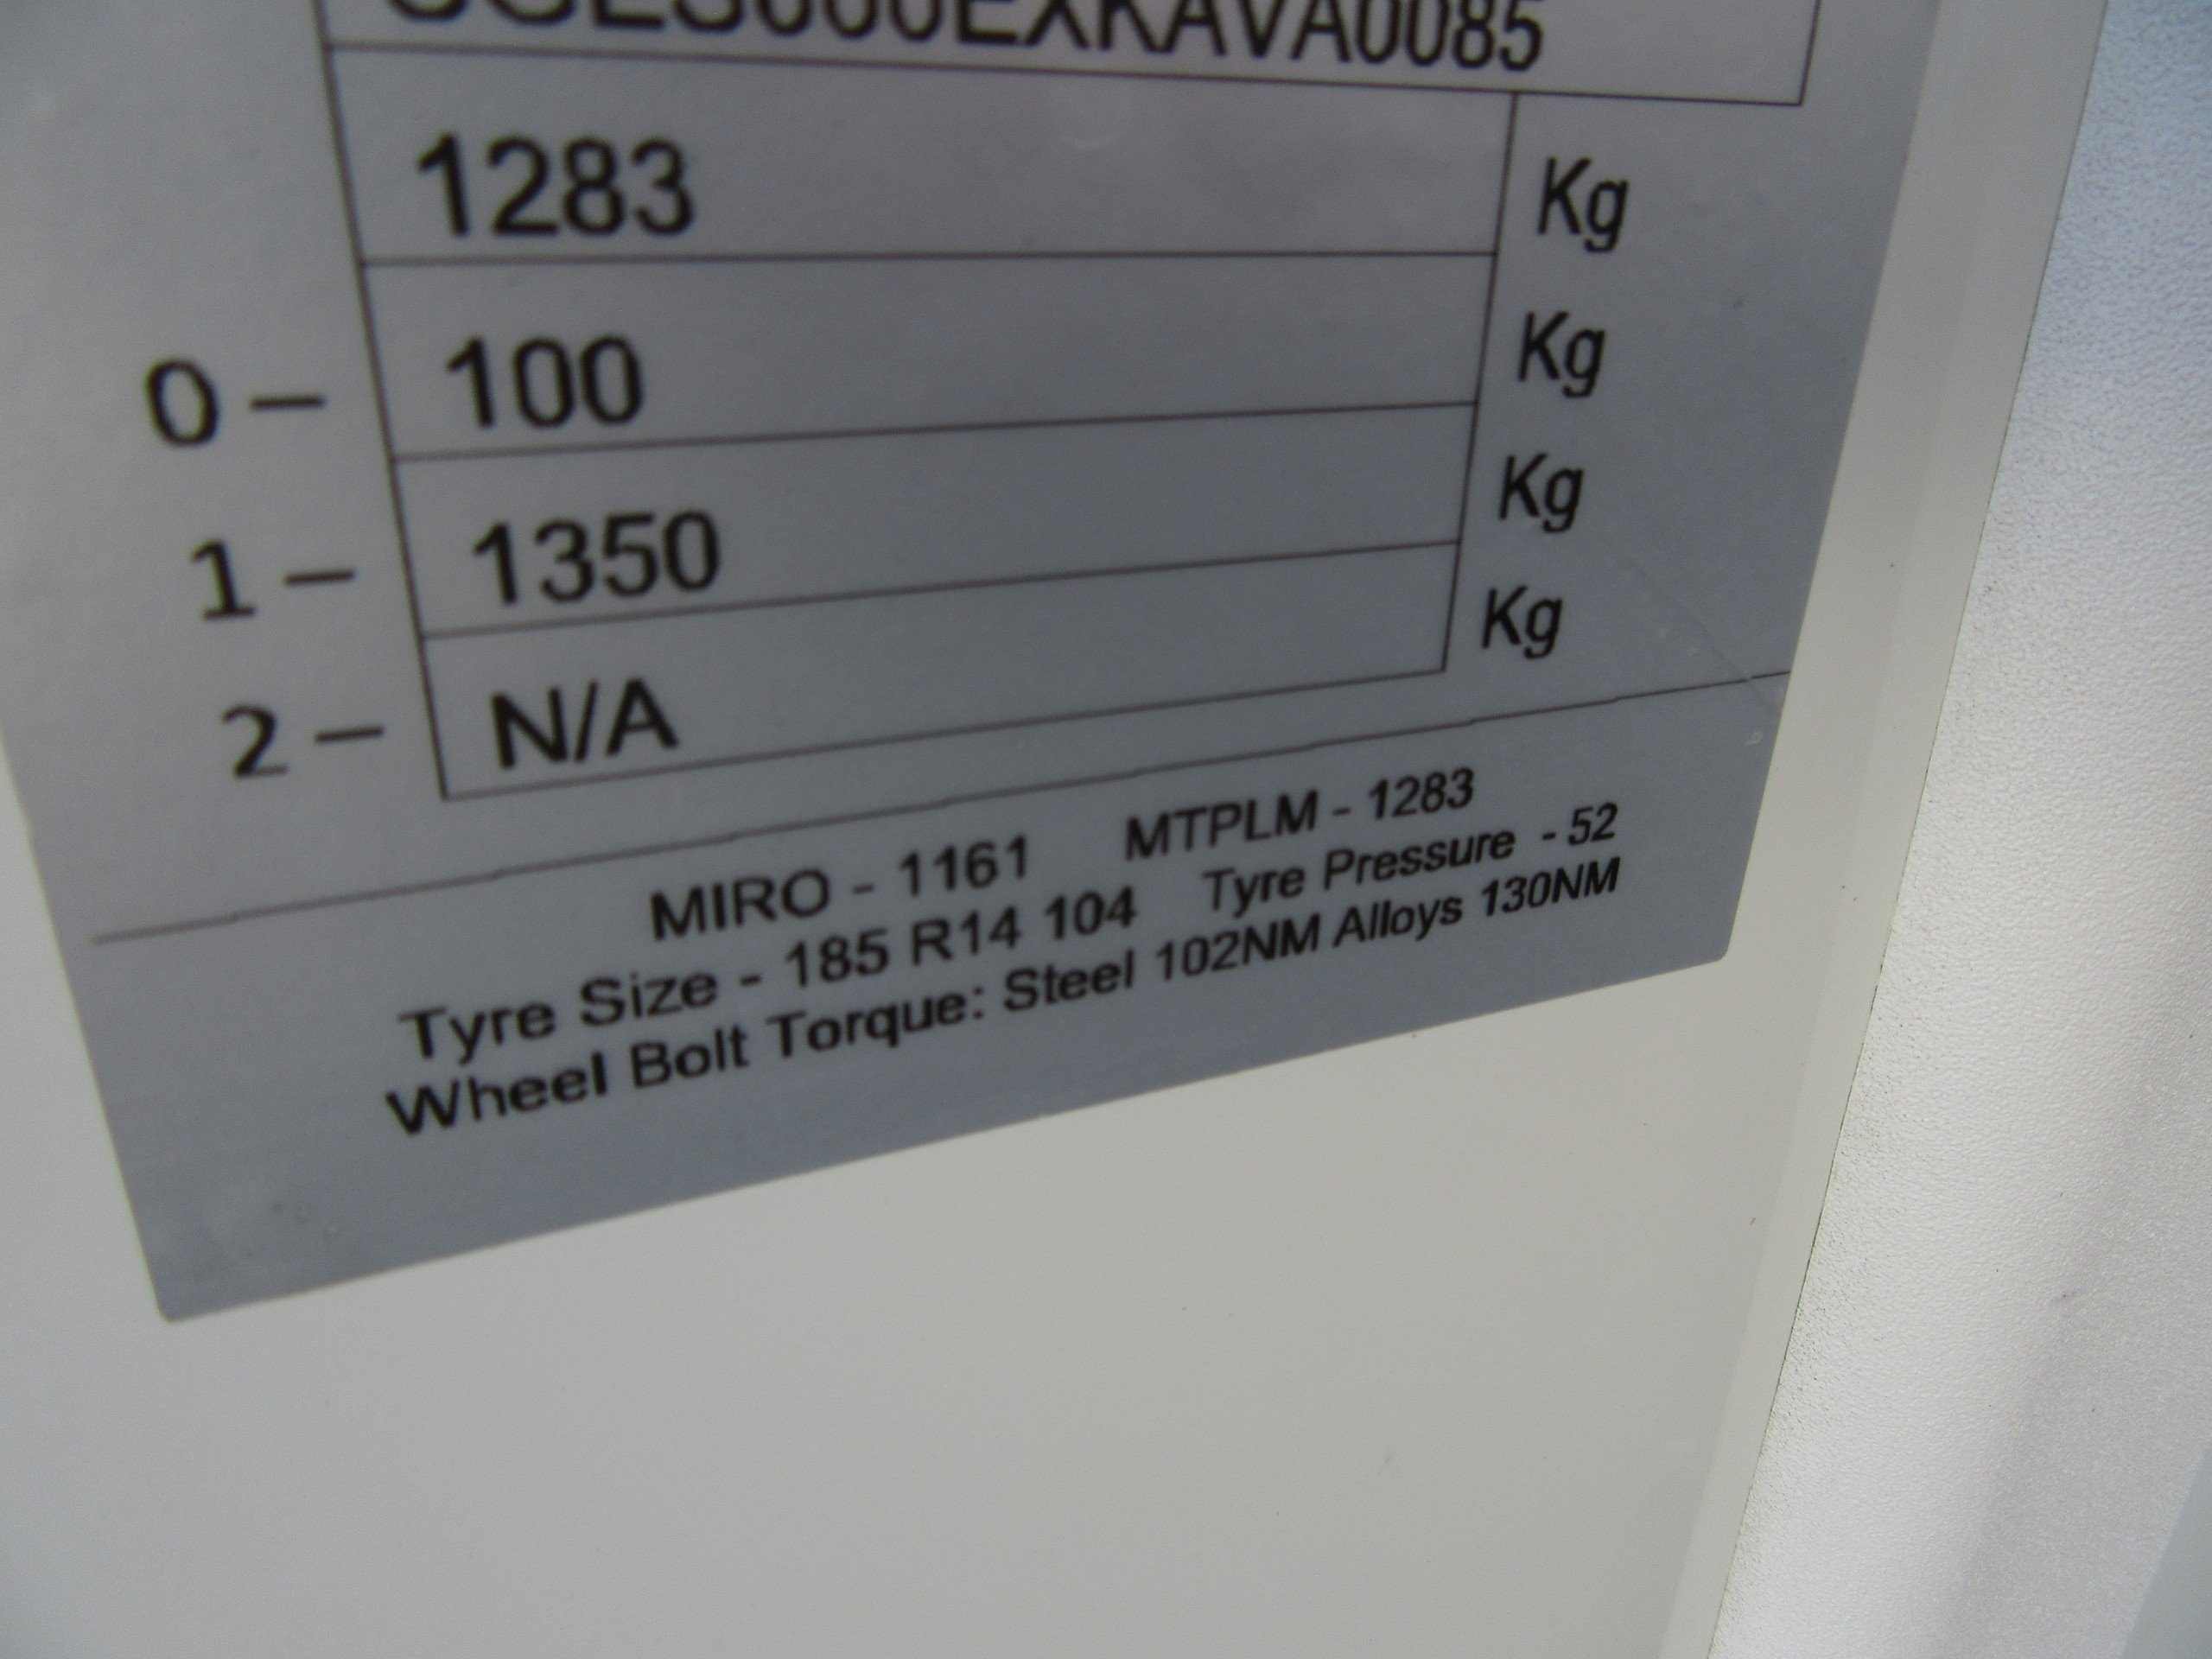 1283 Kg
0 – 100 Kg
1 – 1350 Kg
2 – N/A Kg
MIRO - 1161 MTPLM - 1283
Tyre Size - 185 R14 104 Tyre Pressure - 52
Wheel Bolt Torque: Steel 102NM Alloys 130NM